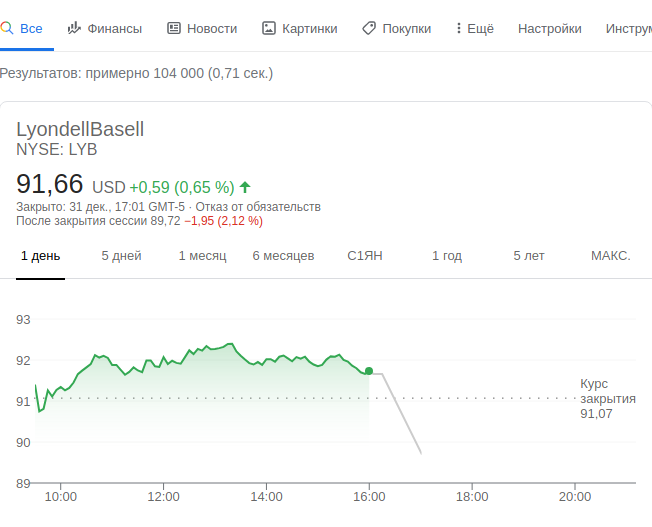 Все Финансы Новости Картинки Покупки Ещё Настройки Инструм
Результатов: примерно 104 000 (0,71 сек.)
LyondellBasell
NYSE: LYB
91,66 USD +0,59 (0,65 %)
Закрыто: 31 дек., 17:01 GMT-5 · Отказ от обязательств
После закрытия сессии 89,72 −1,95 (2,12 %)
1 день 5 дней 1 месяц 6 месяцев С1ЯН 1 год 5 лет МАКС.
93
92
91
90
89
Курс
закрытия
91,07
10:00 12:00 14:00 16:00 18:00 20:00